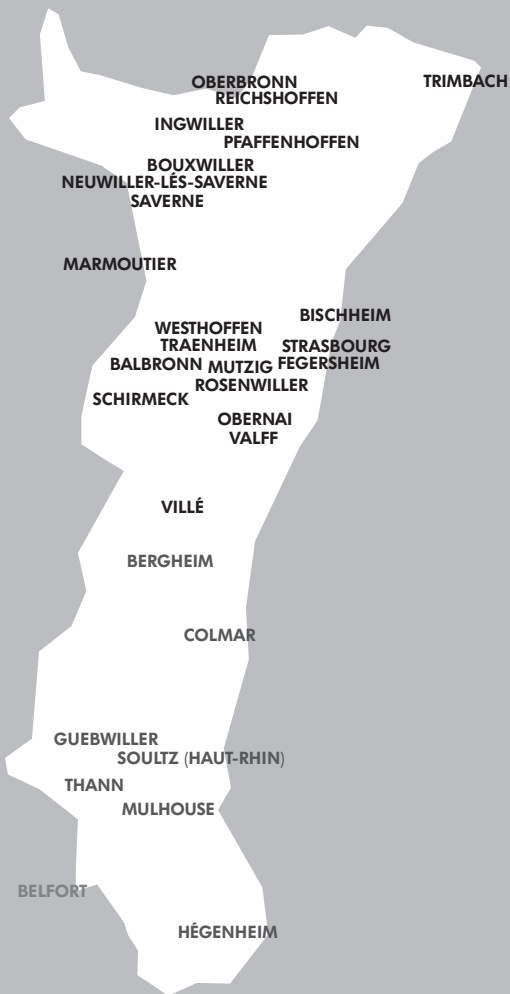 OBERBRONN
TRIMBACH
REICHSHOFFEN
INGWILLER
PFAFFENHOFFEN
BOUXWILLER
NEUWILLER-LÉS-SAVERNE
SAVERNE
MARMOUTIER
BISCHHEIM
WESTHOFFEN
TRAENHEIM
STRASBOURG
BALBRONN
MUTZIG
FEGERSHEIM
ROSENWILLER
SCHIRMECK
OBERNAI
VALFF
VILLÉ
BERGHEIM
COLMAR
GUEBWILLER
SOULTZ (HAUT-RHIN)
THANN
MULHOUSE
BELFORT
HÉGENHEIM